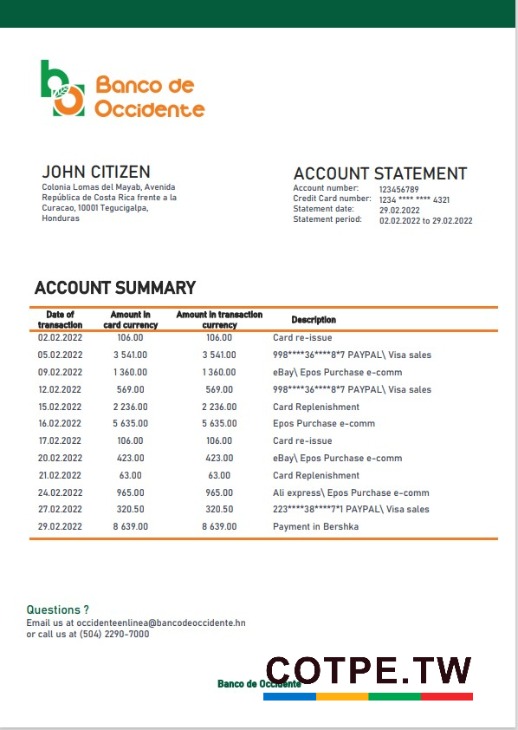 Banco de
Occidente
JOHN CITIZEN
Colonia Lomas del Mayab, Avenida
República de Costa Rica frente a la
Curacao, 10001 Tegucigalpa,
Honduras
ACCOUNT STATEMENT
Account number: 123456789
Credit Card number: 1234 **** **** 4321
Statement date: 29.02.2022
Statement period: 02.02.2022 to 29.02.2022
ACCOUNT SUMMARY
Date of transaction Amount in card currency Amount in transaction currency Description
02.02.2022 106.00 106.00 Card re-issue
05.02.2022 3 541.00 3 541.00 998****36****8*7 PAYPAL\ Visa sales
09.02.2022 1 360.00 1 360.00 eBay\ Epos Purchase e-comm
12.02.2022 569.00 569.00 998****36****8*7 PAYPAL\ Visa sales
15.02.2022 2 236.00 2 236.00 Card Replenishment
16.02.2022 5 635.00 5 635.00 Epos Purchase e-comm
17.02.2022 106.00 106.00 Card re-issue
20.02.2022 423.00 423.00 eBay\ Epos Purchase e-comm
21.02.2022 63.00 63.00 Card Replenishment
24.02.2022 965.00 965.00 Ali express\ Epos Purchase e-comm
27.02.2022 320.50 320.50 223****38****7*1 PAYPAL\ Visa sales
29.02.2022 8 639.00 8 639.00 Payment in Bershka
Questions ?
Email us at occidenteenlinea@bancodeoccidente.hn
or call us at (504) 2290-7000
Banco de Occidente
COTPE.TW